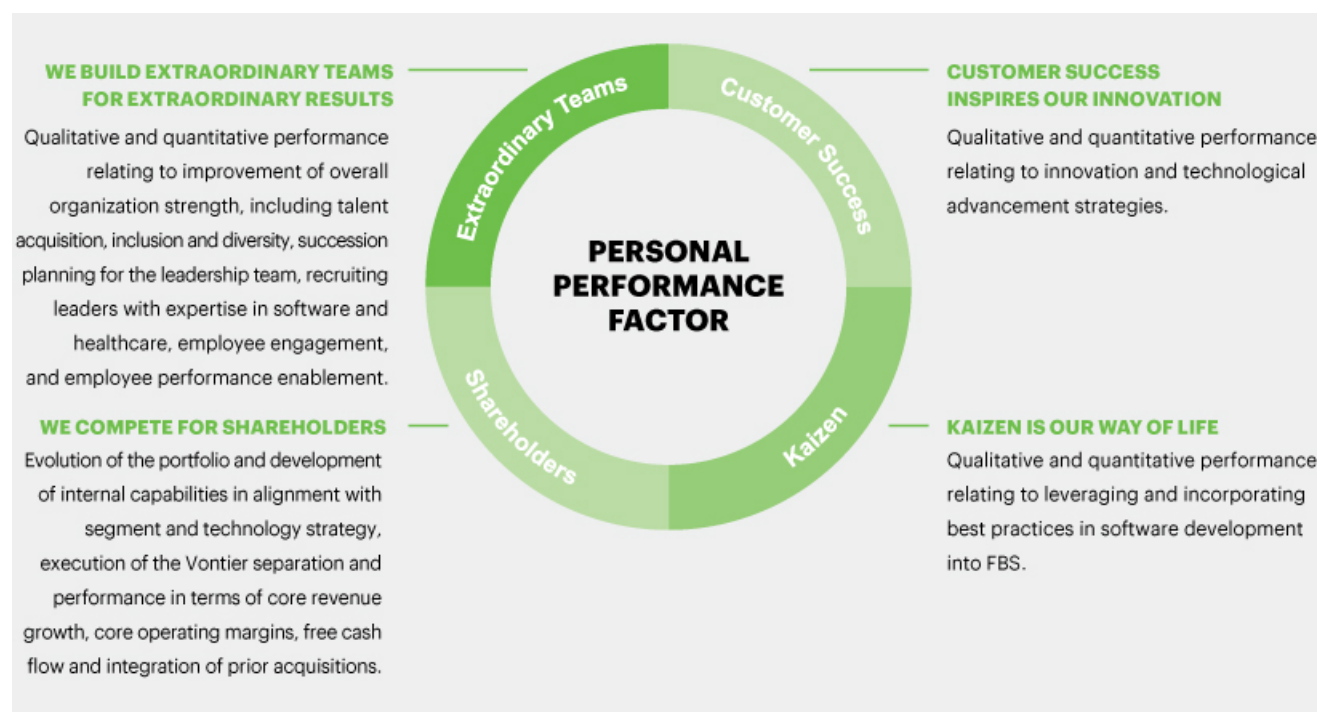 WE BUILD EXTRAORDINARY TEAMS
FOR EXTRAORDINARY RESULTS
Qualitative and quantitative performance
relating to improvement of overall
organization strength, including talent
acquisition, inclusion and diversity, succession
planning for the leadership team, recruiting
leaders with expertise in software and
healthcare, employee engagement,
and employee performance enablement.
WE COMPETE FOR SHAREHOLDERS
Evolution of the portfolio and development
of internal capabilities in alignment with
segment and technology strategy,
execution of the Vontier separation and
performance in terms of core revenue
growth, core operating margins, free cash
flow and integration of prior acquisitions.
Extraordinary Teams
Customer Success
PERSONAL
PERFORMANCE
FACTOR
Shareholders
Kaizen
CUSTOMER SUCCESS
INSPIRES OUR INNOVATION
Qualitative and quantitative performance
relating to innovation and technological
advancement strategies.
KAIZEN IS OUR WAY OF LIFE
Qualitative and quantitative performance
relating to leveraging and incorporating
best practices in software development
into FBS.